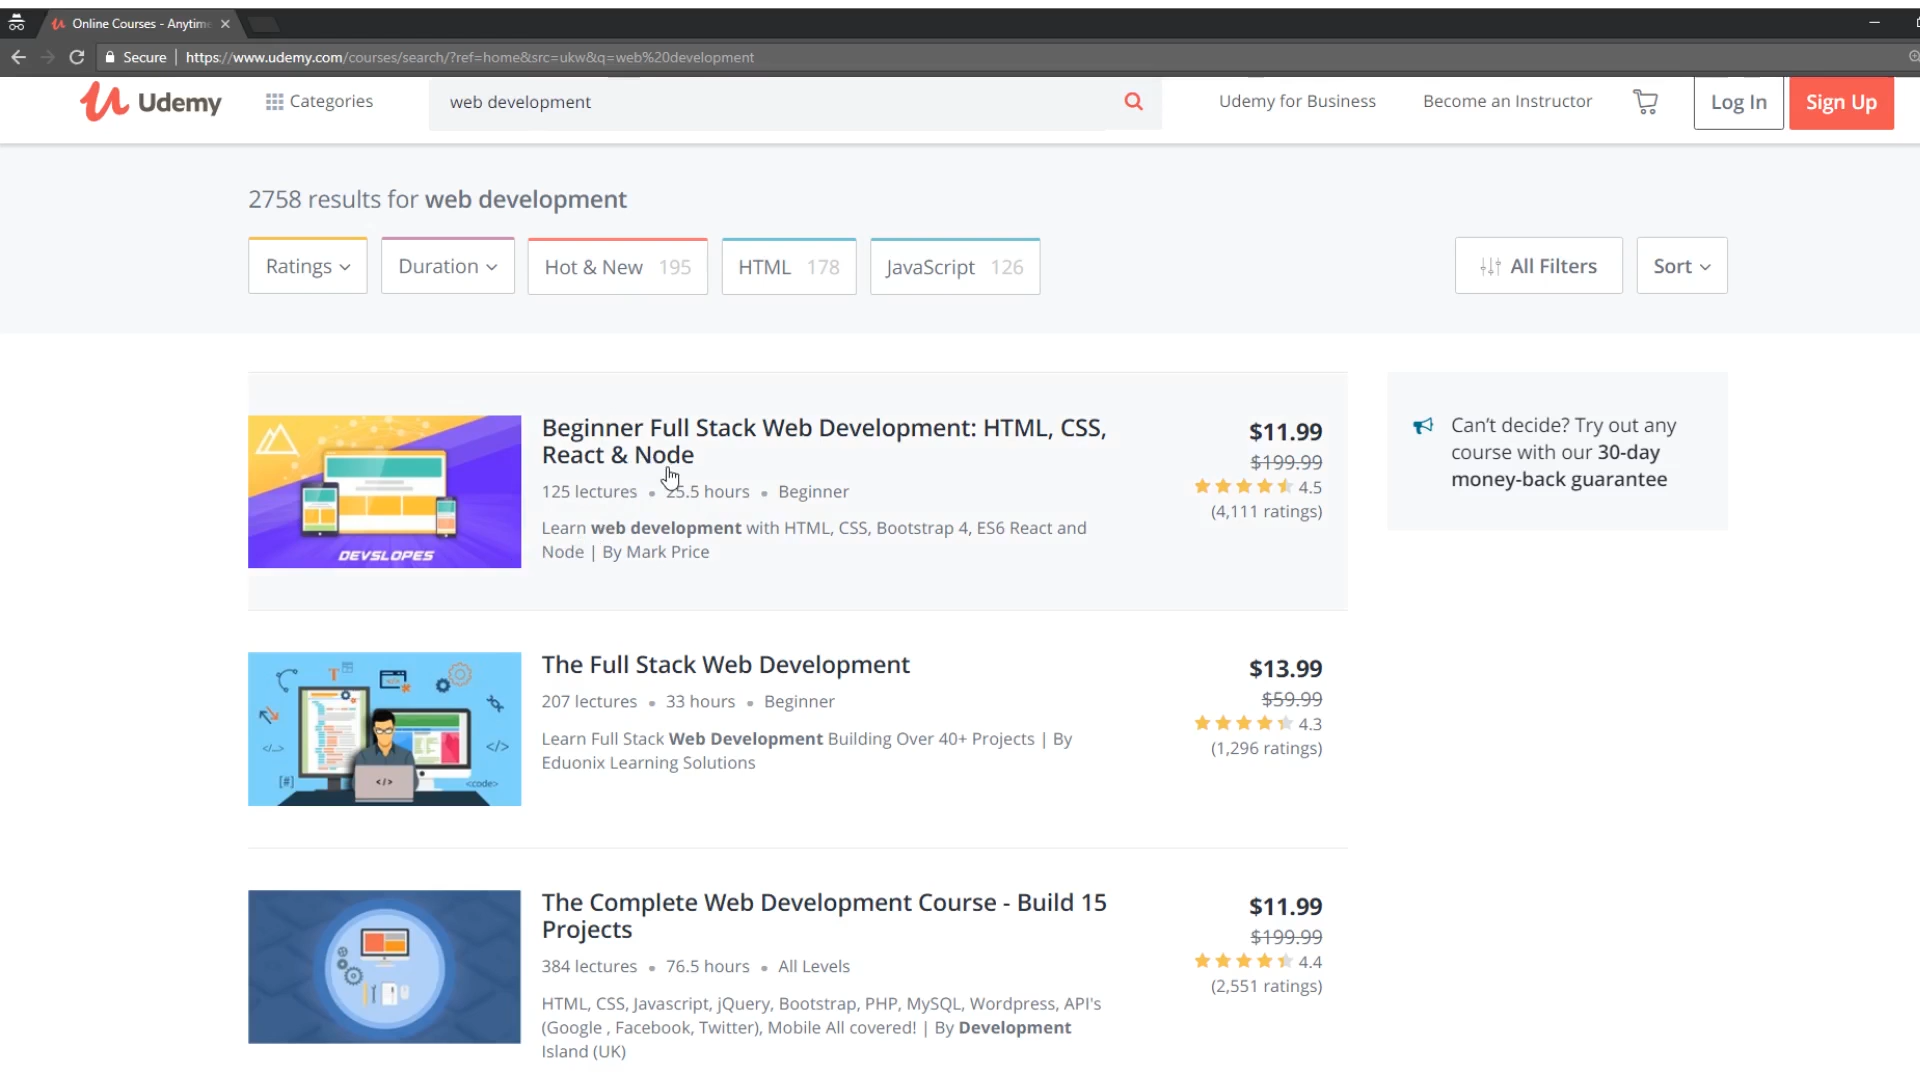 Online Courses - Anytim
Secure
https://www.udemy.com/courses/search/?ref=home&src=ukw&q=web%20development
Udemy
Categories
web development
Udemy for Business
Become an Instructor
Log In
Sign Up
2758 results for web development
Ratings
Duration
Hot & New 195
HTML 178
JavaScript 126
All Filters
Sort
Beginner Full Stack Web Development: HTML, CSS,
React & Node
125 lectures • 25.5 hours • Beginner
Learn web development with HTML, CSS, Bootstrap 4, ES6 React and
Node | By Mark Price
$11.99
$199.99
4.5
(4,111 ratings)
DEVSLOPES
Can't decide? Try out any
course with our 30-day
money-back guarantee
The Full Stack Web Development
207 lectures • 33 hours • Beginner
Learn Full Stack Web Development Building Over 40+ Projects | By
Eduonix Learning Solutions
$13.99
$59.99
4.3
(1,296 ratings)
T
</>
[#]
</>
<code>
The Complete Web Development Course - Build 15
Projects
384 lectures • 76.5 hours • All Levels
HTML, CSS, Javascript, jQuery, Bootstrap, PHP, MySQL, Wordpress, API's
(Google , Facebook, Twitter), Mobile All covered! | By Development
Island (UK)
$11.99
$199.99
4.4
(2,551 ratings)